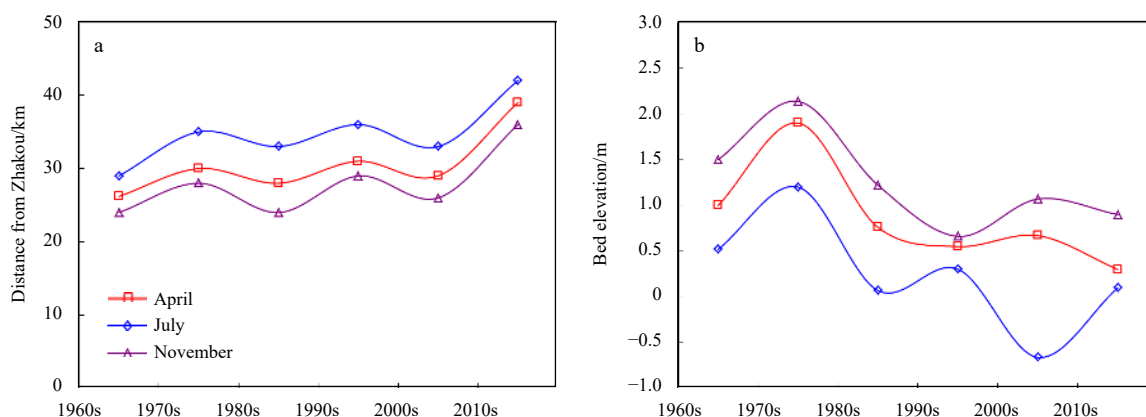 a
Distance from Zhakou/km
50
40
30
20
10
0
April
July
November
1960s 1970s 1980s 1990s 2000s 2010s
b
Bed elevation/m
3.0
2.5
2.0
1.5
1.0
0.5
0
−0.5
−1.0
1960s 1970s 1980s 1990s 2000s 2010s